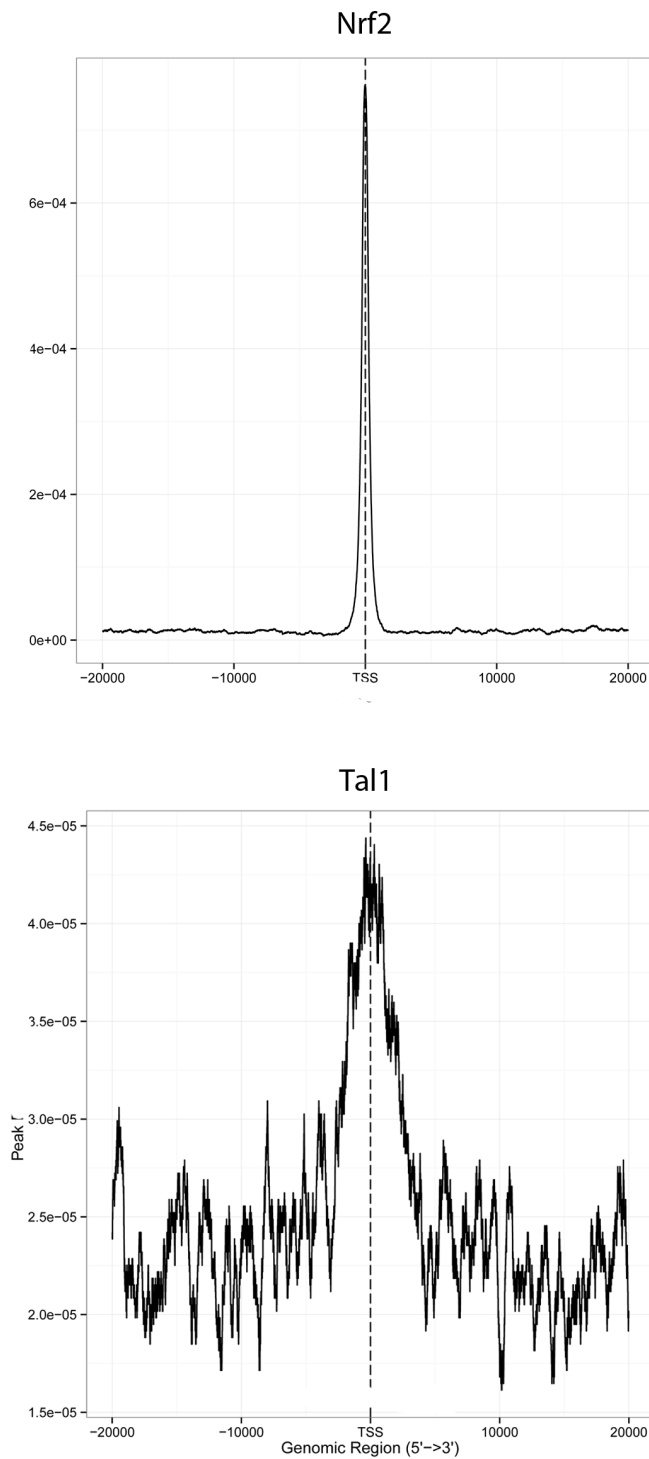 Nrf2
6e−04
4e−04
2e−04
0e+00
−20000 −10000 TSS 10000 20000
Tal1
4.5e−05
4.0e−05
3.5e−05
3.0e−05
2.5e−05
2.0e−05
1.5e−05
Peak
−20000 −10000 TSS 10000 20000
Genomic Region (5'−>3')